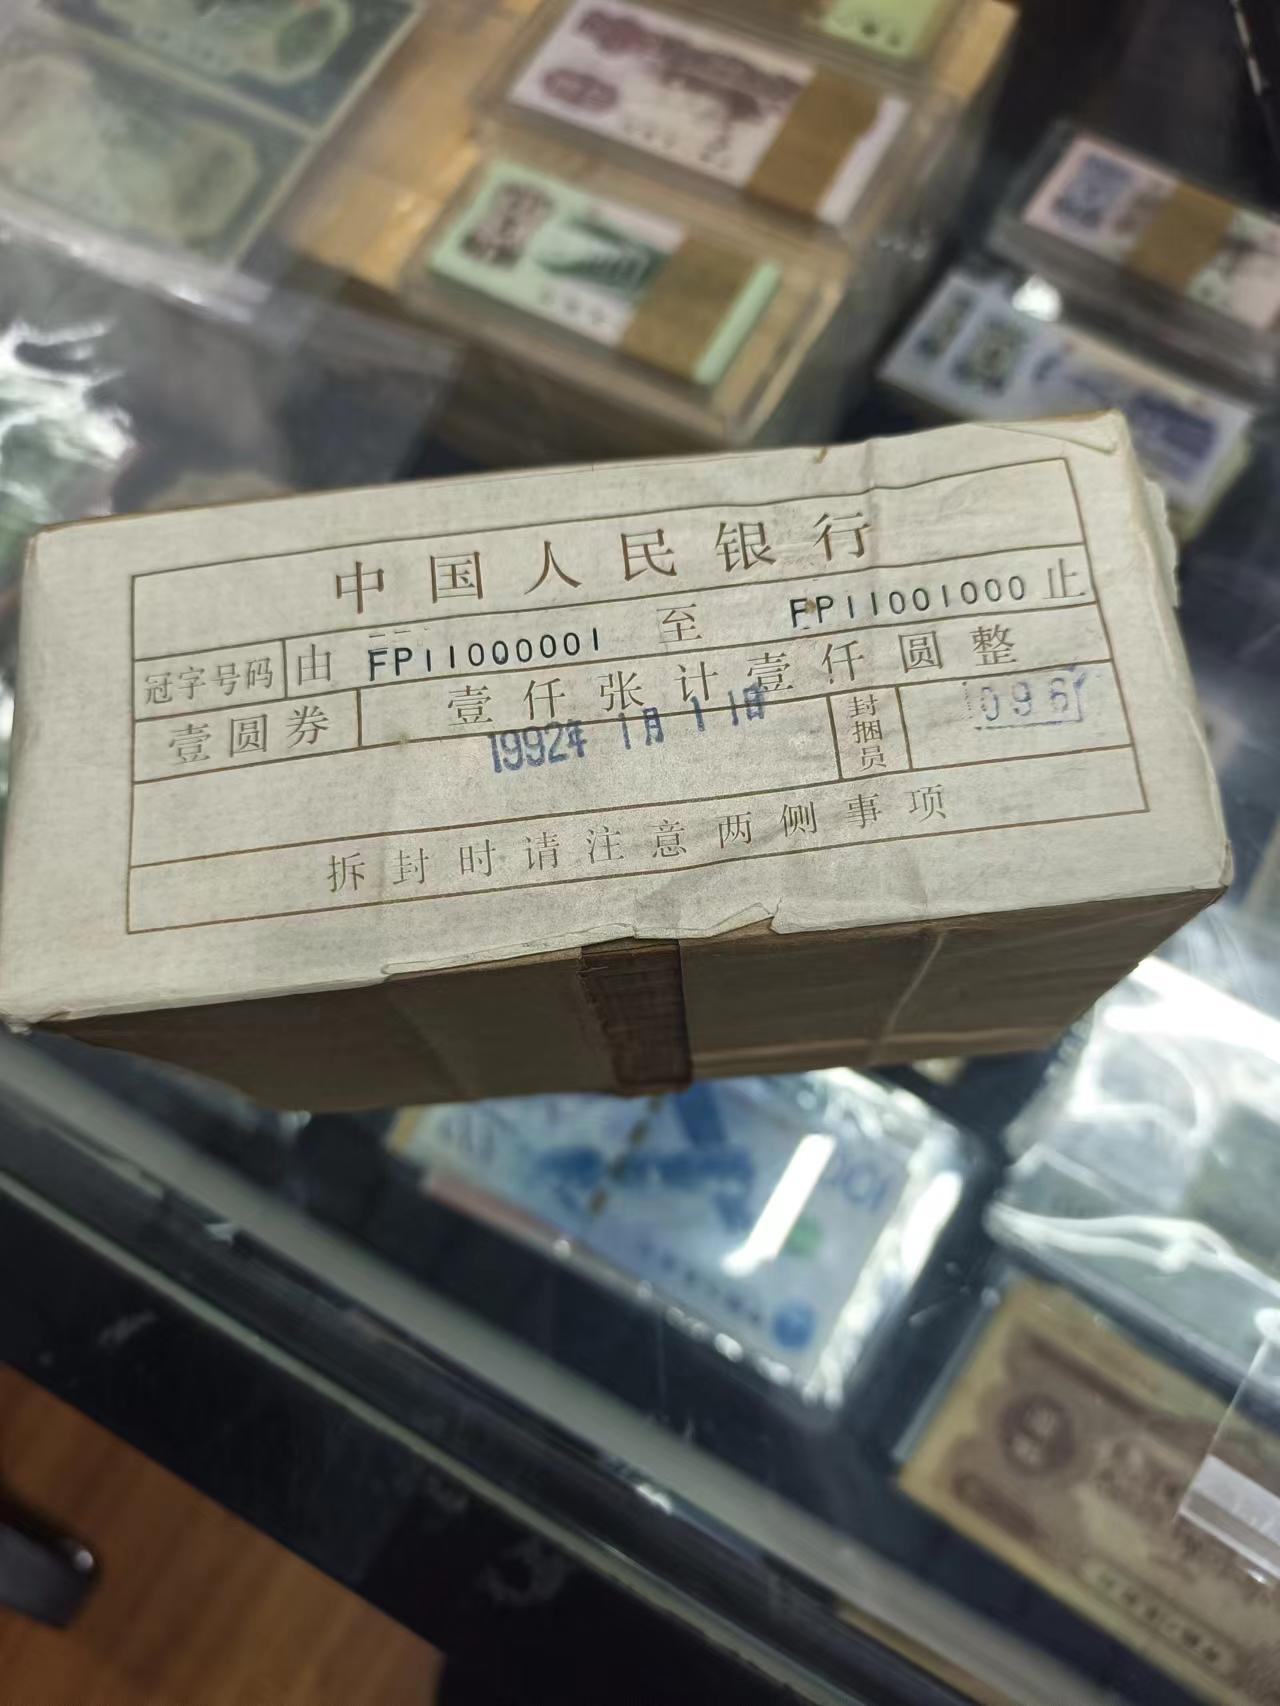 中国人民银行
冠字号码 由 FP11000001 至 FP11001000 止
壹圆券 壹仟张计壹仟圆整
1992年 1月 11日 封捆员 096
拆封时请注意两侧事项